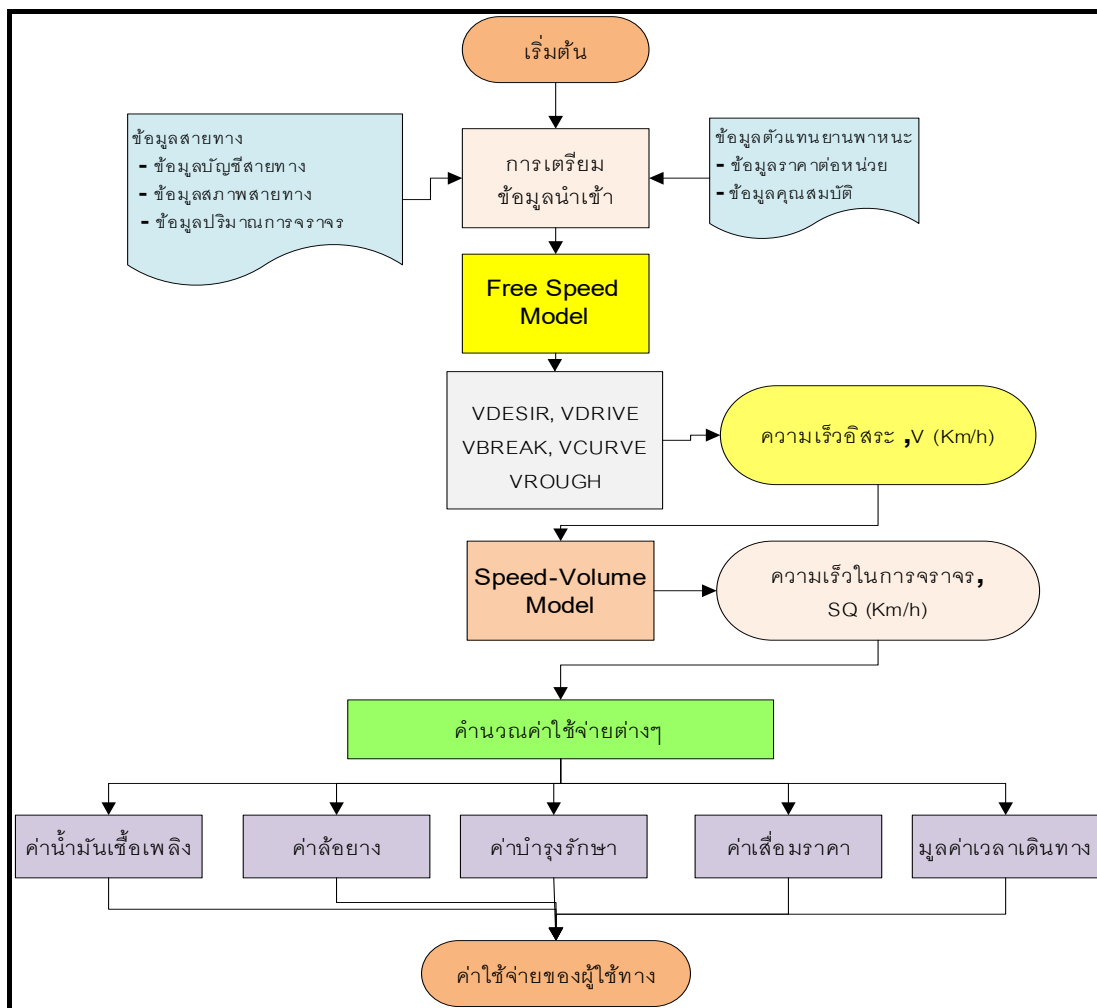 เริ่มต้น
ข้อมูลสายทาง
- ข้อมูลบัญชีสายทาง
- ข้อมูลสภาพสายทาง
- ข้อมูลปริมาณการจราจร
การเตรียม
ข้อมูลนำเข้า
ข้อมูลตัวแทนยานพาหนะ
- ข้อมูลราคาต่อหน่วย
- ข้อมูลคุณสมบัติ
Free Speed
Model
VDESIR, VDRIVE
VBREAK, VCURVE
VROUGH
ความเร็วอิสระ ,V (Km/h)
Speed-Volume
Model
ความเร็วในการจราจร,
SQ (Km/h)
คำนวณค่าใช้จ่ายต่างๆ
ค่าน้ำมันเชื้อเพลิง
ค่าล้อยาง
ค่าบำรุงรักษา
ค่าเสื่อมราคา
มูลค่าเวลาเดินทาง
ค่าใช้จ่ายของผู้ใช้ทาง